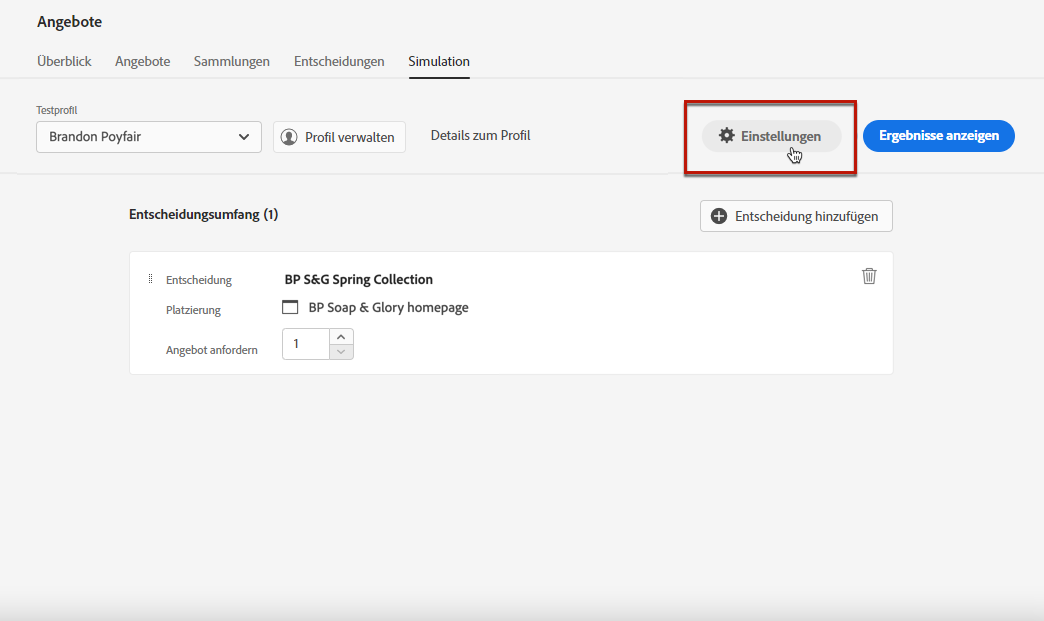 Angebote
Überblick Angebote Sammlungen Entscheidungen Simulation
Testprofil
Brandon Poyfair Profil verwalten Details zum Profil Einstellungen Ergebnisse anzeigen
Entscheidungsumfang (1) Entscheidung hinzufügen
Entscheidung BP S&G Spring Collection
Platzierung BP Soap & Glory homepage
Angebot anfordern 1